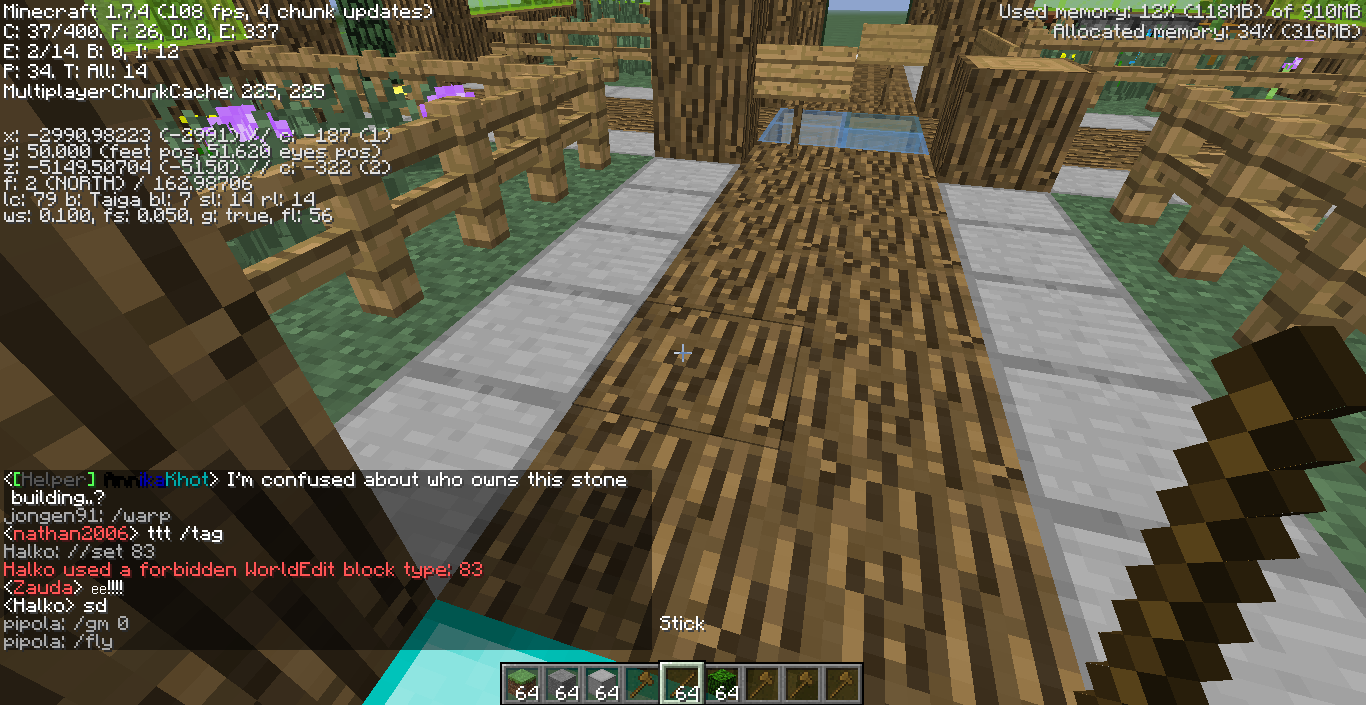 Minecraft 1.7.4 (108 fps, 4 chunk updates)
Used memory: 12% (118MB) of 910MB
C: 37/400. F: 26, O: 0, E: 337
Allocated memory: 34% (316MB)
E: 2/14. B: 0, I: 12
P: 34. T: All: 14
MultiplayerChunkCache: 225, 225
x: -2990.98223 (-2991) // c: -187 (1)
y: 50.000 (feet pos, 51.620 eyes pos)
z: -5149.50704 (-5150) // c: -322 (2)
f: 2 (NORTH) / 162.98706
lc: 79 b: Taiga bl: 7 sl: 14 rl: 14
ws: 0.100, fs: 0.050, g: true, fl: 56
<[Helper] AnnikaKhot> I'm confused about who owns this stone
building..?
jongen91: /warp
<nathan2006> ttt /tag
Halko: //set 83
Halko used a forbidden WorldEdit block type: 83
<Zauda> ee!!!!
<Halko> sd
pipola: /gm 0
pipola: /fly
Stick
64 64 64 64 64